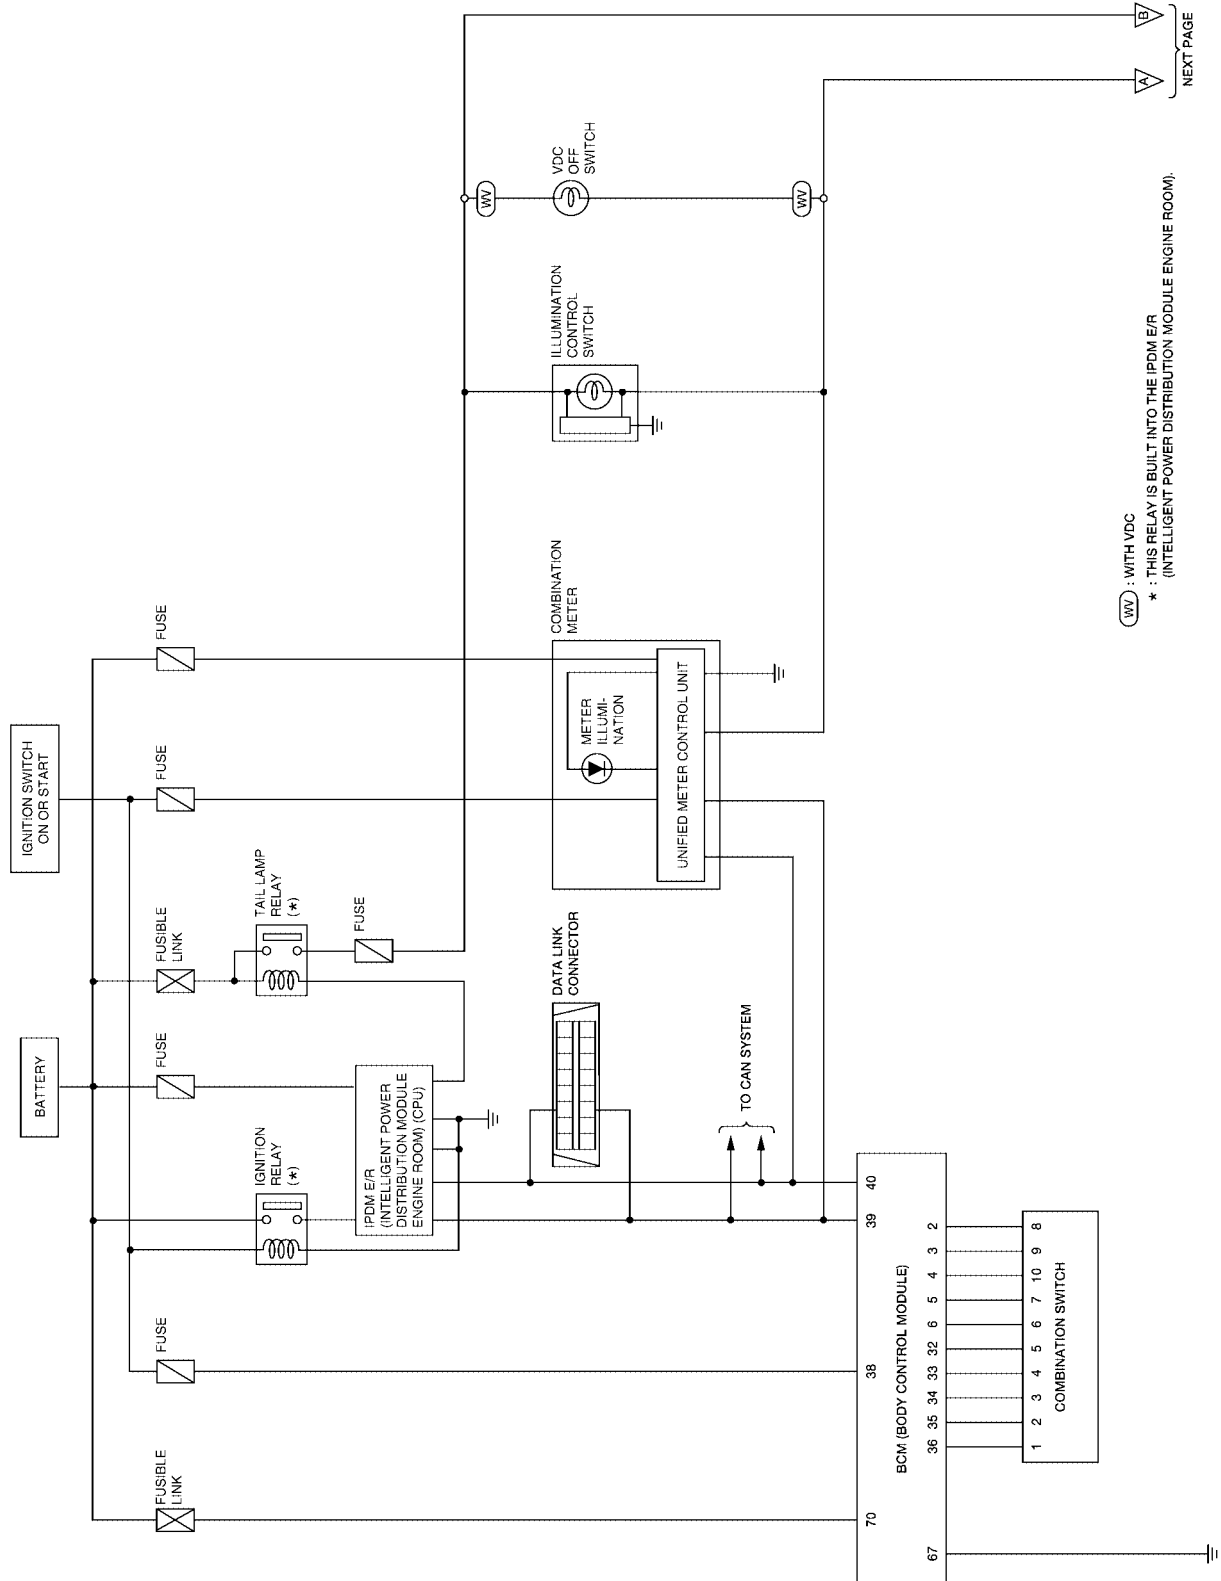 IGNITION SWITCH
ON OR START
BATTERY
FUSIBLE
LINK
FUSE
IGNITION
RELAY
(*)
FUSE
FUSIBLE
LINK
TAIL LAMP
RELAY
(*)
FUSE
FUSE
FUSE
IPDM E/R
(INTELLIGENT POWER
DISTRIBUTION MODULE
ENGINE ROOM) (CPU)
DATA LINK
CONNECTOR
COMBINATION
METER
METER
ILLUMI-
NATION
UNIFIED METER CONTROL UNIT
ILLUMINATION
CONTROL
SWITCH
VDC
OFF
SWITCH
WV
WV
TO CAN SYSTEM
70 38 39 40
BCM (BODY CONTROL MODULE)
67 36 35 34 33 32 6 5 4 3 2
1 2 3 4 5 6 7 10 9 8
COMBINATION SWITCH
A
B
NEXT PAGE
WV : WITH VDC
* : THIS RELAY IS BUILT INTO THE IPDM E/R
(INTELLIGENT POWER DISTRIBUTION MODULE ENGINE ROOM).